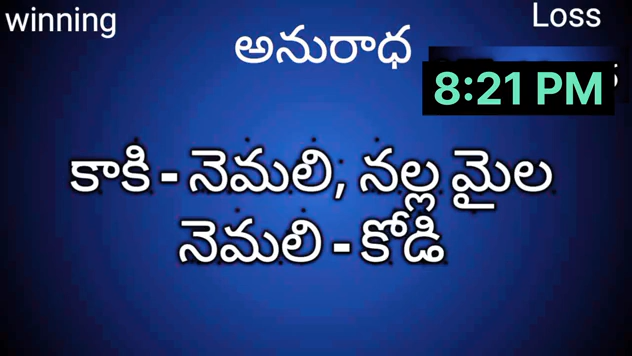 winning
Loss
అనురాధ
8:21 PM
కాకి - నెమలి, నల్ల మైల
నెమలి - కోడి